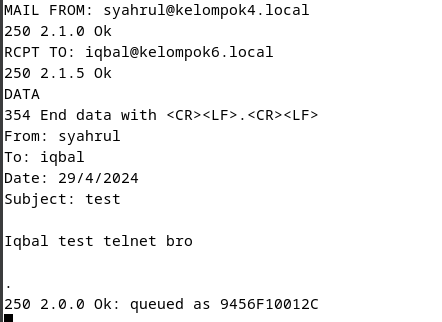 MAIL FROM: syahrul@kelompok4.local
250 2.1.0 Ok
RCPT TO: iqbal@kelompok6.local
250 2.1.5 Ok
DATA
354 End data with <CR><LF>.<CR><LF>
From: syahrul
To: iqbal
Date: 29/4/2024
Subject: test

Iqbal test telnet bro

.
250 2.0.0 Ok: queued as 9456F10012C